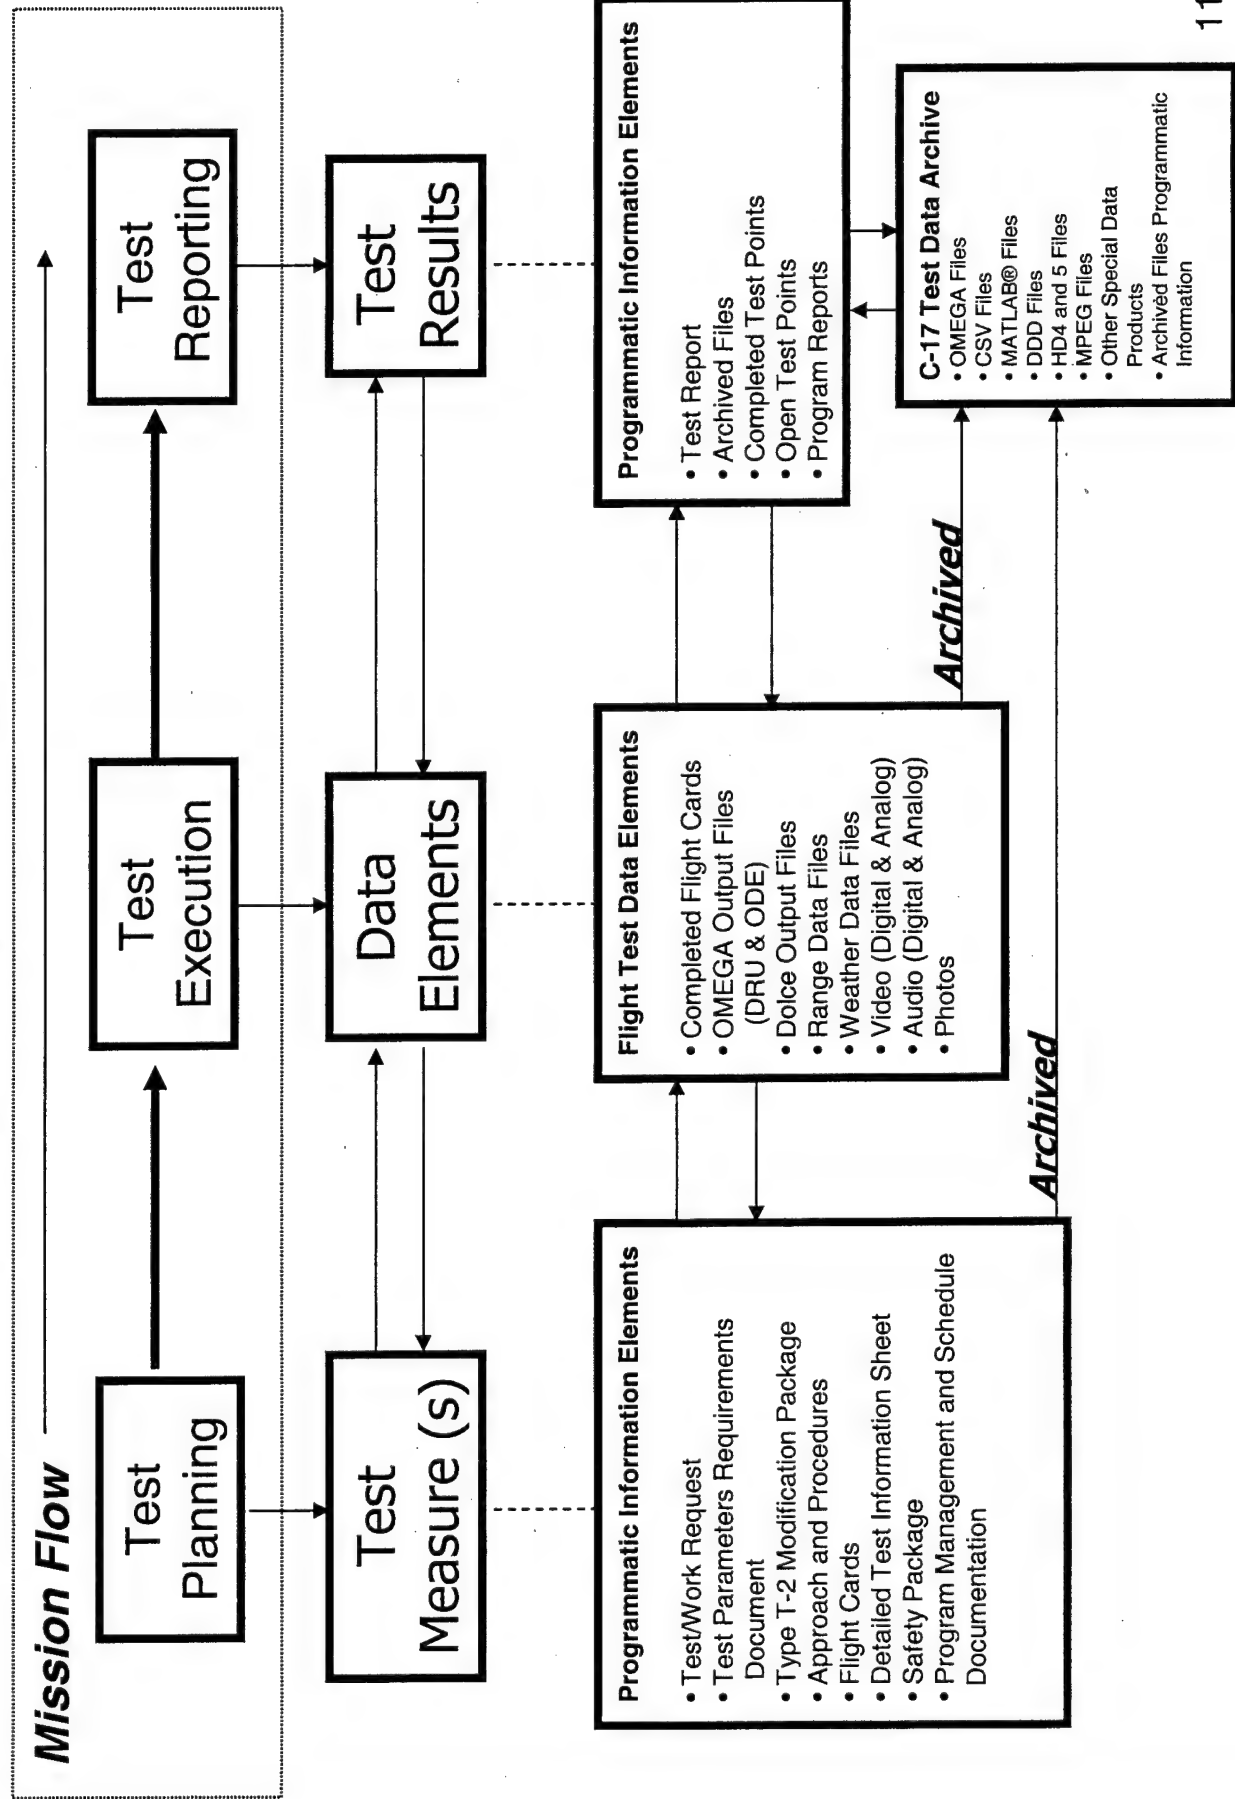 Mission Flow
Test
Planning
Test
Execution
Test
Reporting
Test
Measure (s)
Data
Elements
Test
Results
Programmatic Information Elements
• Test/Work Request
• Test Parameters Requirements
Document
• Type T-2 Modification Package
• Approach and Procedures
• Flight Cards
• Detailed Test Information Sheet
• Safety Package
• Program Management and Schedule
Documentation
Flight Test Data Elements
• Completed Flight Cards
• OMEGA Output Files
(DRU & ODE)
• Dolce Output Files
• Range Data Files
• Weather Data Files
• Video (Digital & Analog)
• Audio (Digital & Analog)
• Photos
Programmatic Information Elements
• Test Report
• Archived Files
• Completed Test Points
• Open Test Points
• Program Reports
Archived
Archived
C-17 Test Data Archive
• OMEGA Files
• CSV Files
• MATLAB® Files
• DDD Files
• HD4 and 5 Files
• MPEG Files
• Other Special Data
Products
• Archived Files Programmatic
Information
11